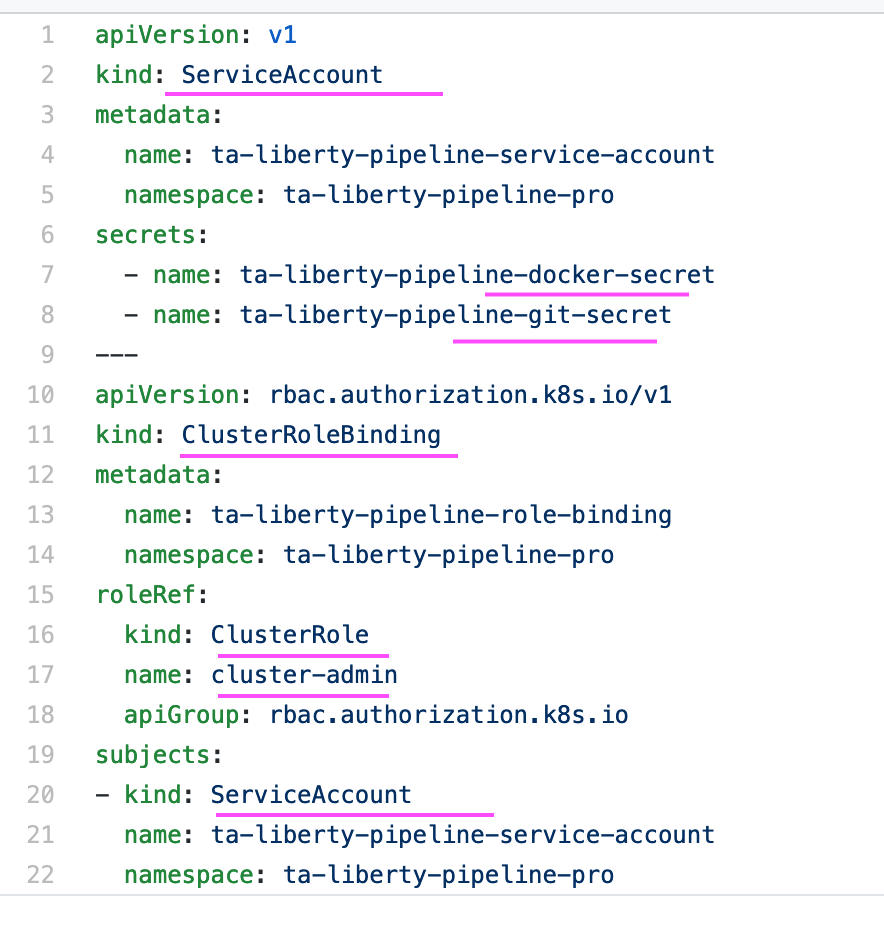 1 apiVersion: v1
2 kind: ServiceAccount
3 metadata:
4   name: ta-liberty-pipeline-service-account
5   namespace: ta-liberty-pipeline-pro
6 secrets:
7   - name: ta-liberty-pipeline-docker-secret
8   - name: ta-liberty-pipeline-git-secret
9 ---
10 apiVersion: rbac.authorization.k8s.io/v1
11 kind: ClusterRoleBinding
12 metadata:
13   name: ta-liberty-pipeline-role-binding
14   namespace: ta-liberty-pipeline-pro
15 roleRef:
16   kind: ClusterRole
17   name: cluster-admin
18   apiGroup: rbac.authorization.k8s.io
19 subjects:
20 - kind: ServiceAccount
21   name: ta-liberty-pipeline-service-account
22   namespace: ta-liberty-pipeline-pro